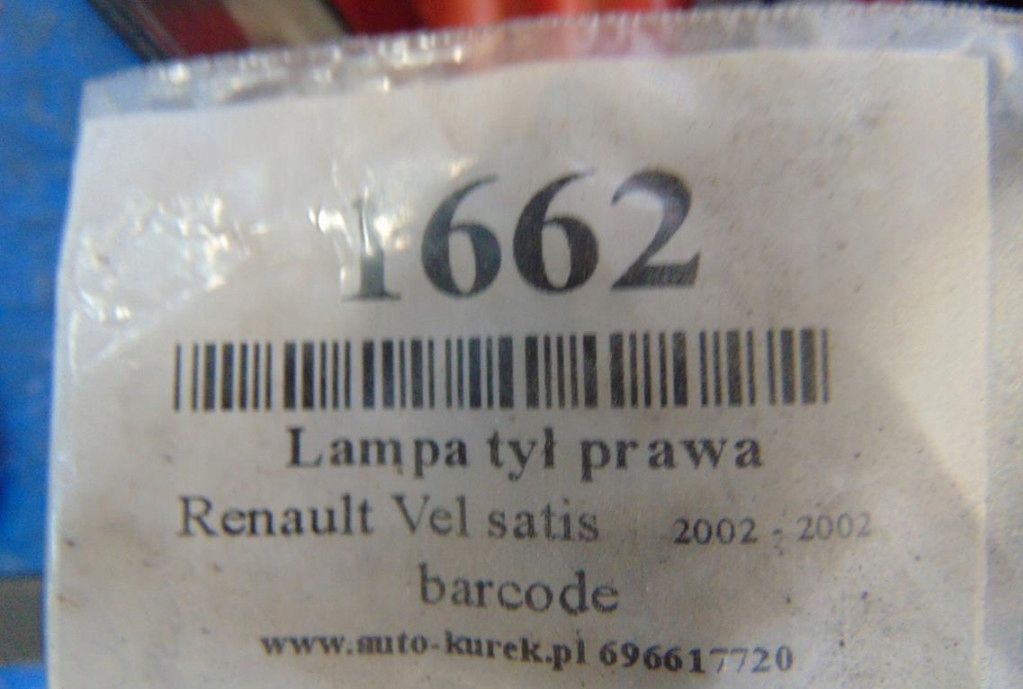 1662
Lampa tył prawa
Renault Vel satis 2002 - 2002
barcode
www.auto-kurek.pl 696617720